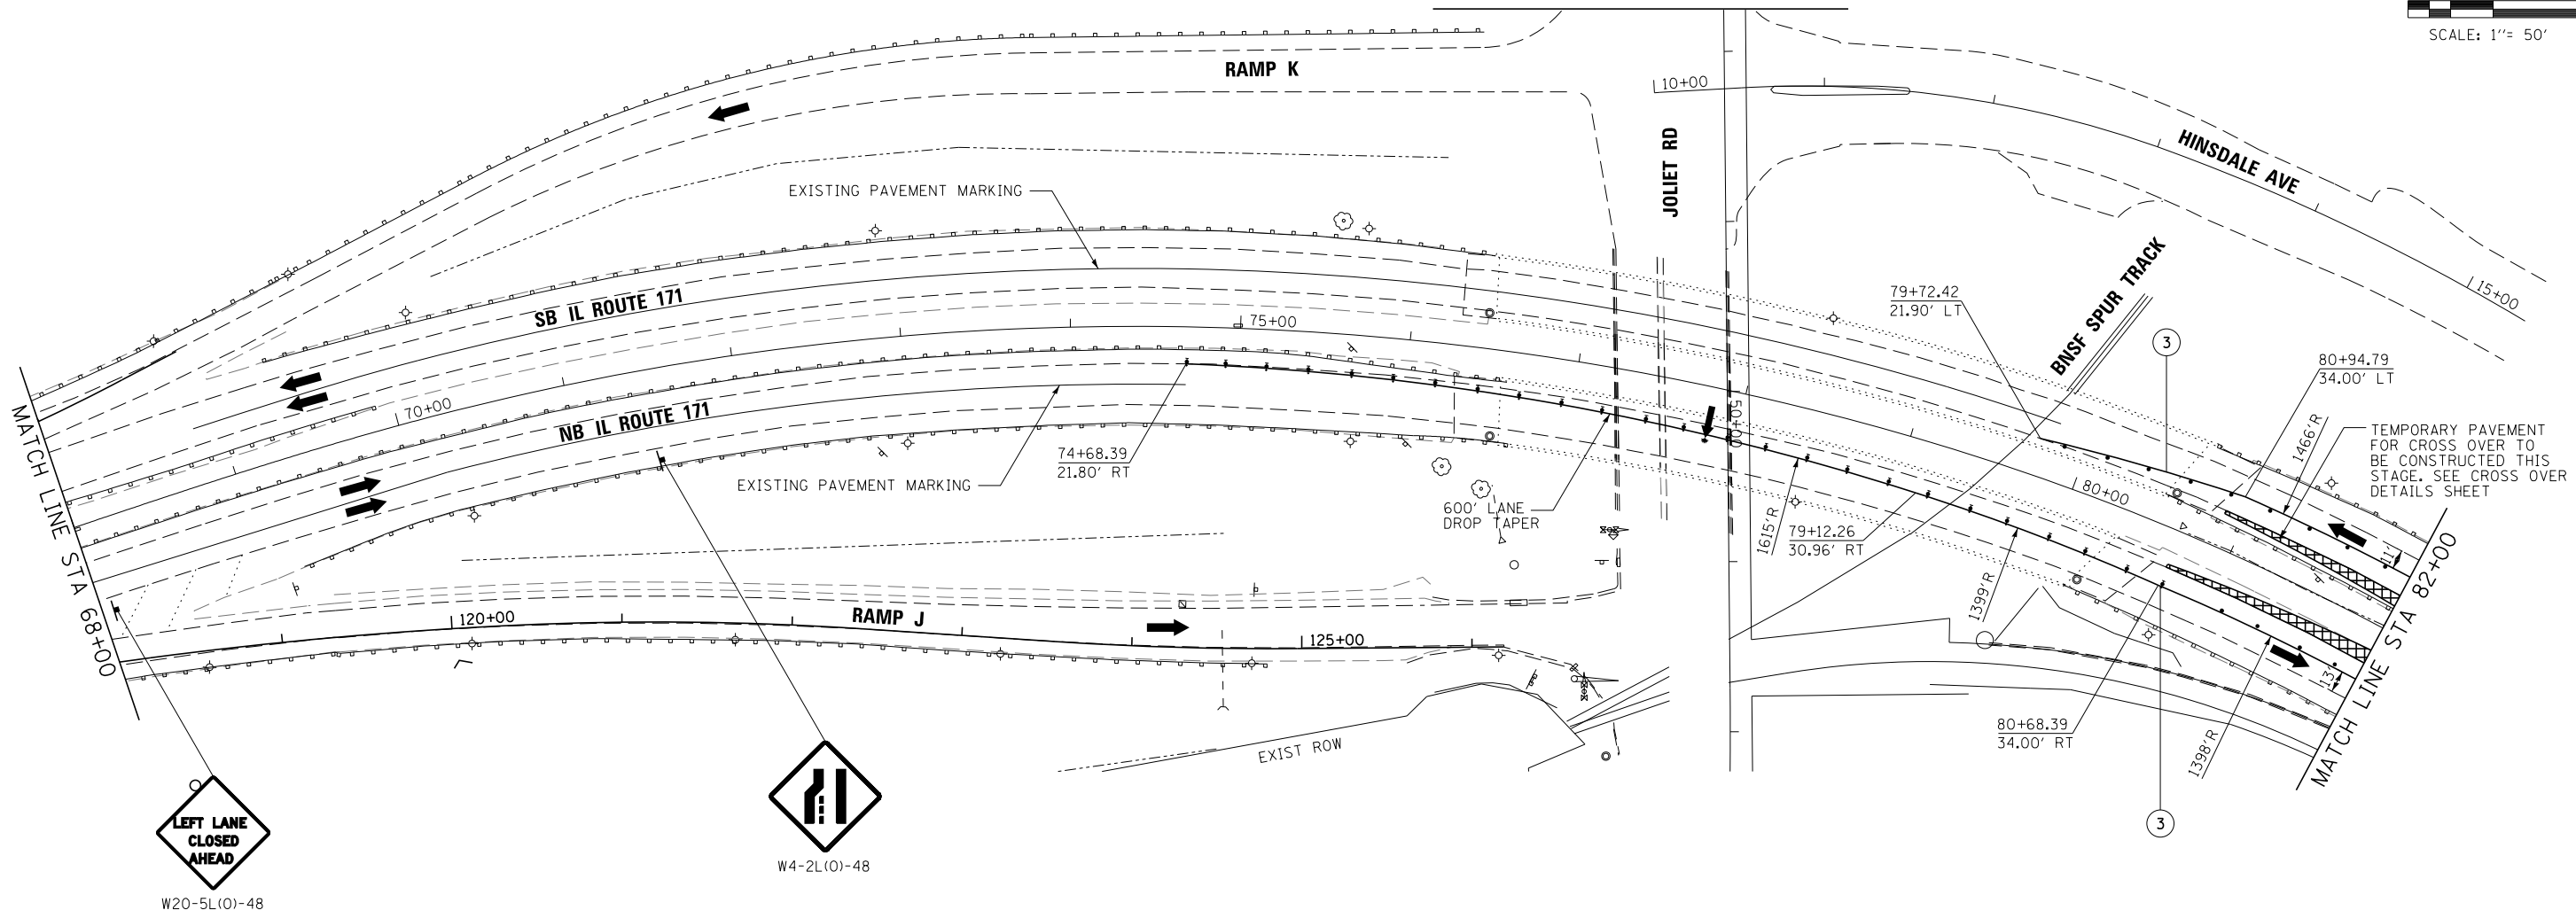 SCALE: 1''= 50'
RAMP K
10+00
HINSDALE AVE
JOLIET RD
EXISTING PAVEMENT MARKING
15+00
BNSF SPUR TRACK
79+72.42
21.90' LT
SB IL ROUTE 171
75+00
3
80+94.79
34.00' LT
70+00
NB IL ROUTE 171
50+00
1466'R
TEMPORARY PAVEMENT
FOR CROSS OVER TO
BE CONSTRUCTED THIS
STAGE. SEE CROSS OVER
DETAILS SHEET
74+68.39
21.80' RT
EXISTING PAVEMENT MARKING
600' LANE
DROP TAPER
1615'R
79+12.26
30.96' RT
80+00
11'
MATCH LINE STA 68+00
1399'R
120+00
RAMP J
125+00
13'
MATCH LINE STA 82+00
80+68.39
34.00' RT
1398'R
EXIST ROW
3
LEFT LANE
CLOSED
AHEAD
W20-5L(O)-48
W4-2L(O)-48